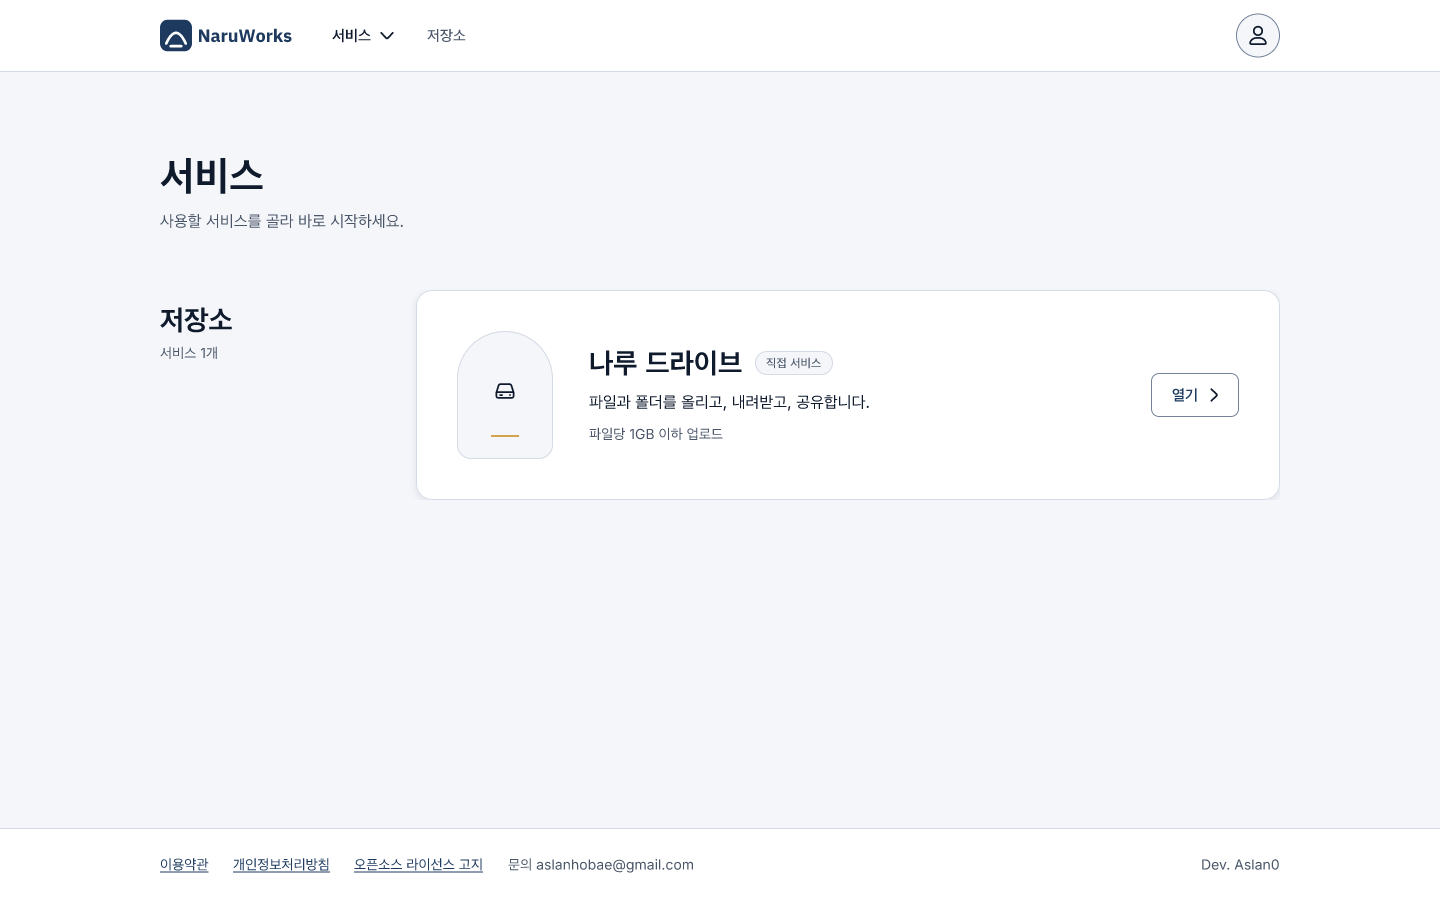 NaruWorks
서비스
저장소
서비스
사용할 서비스를 골라 바로 시작하세요.
저장소
서비스 1개
나루 드라이브
직접 서비스
파일과 폴더를 올리고, 내려받고, 공유합니다.
파일당 1GB 이하 업로드
열기
이용약관
개인정보처리방침
오픈소스 라이선스 고지
문의 aslanhobae@gmail.com
Dev. Aslan0